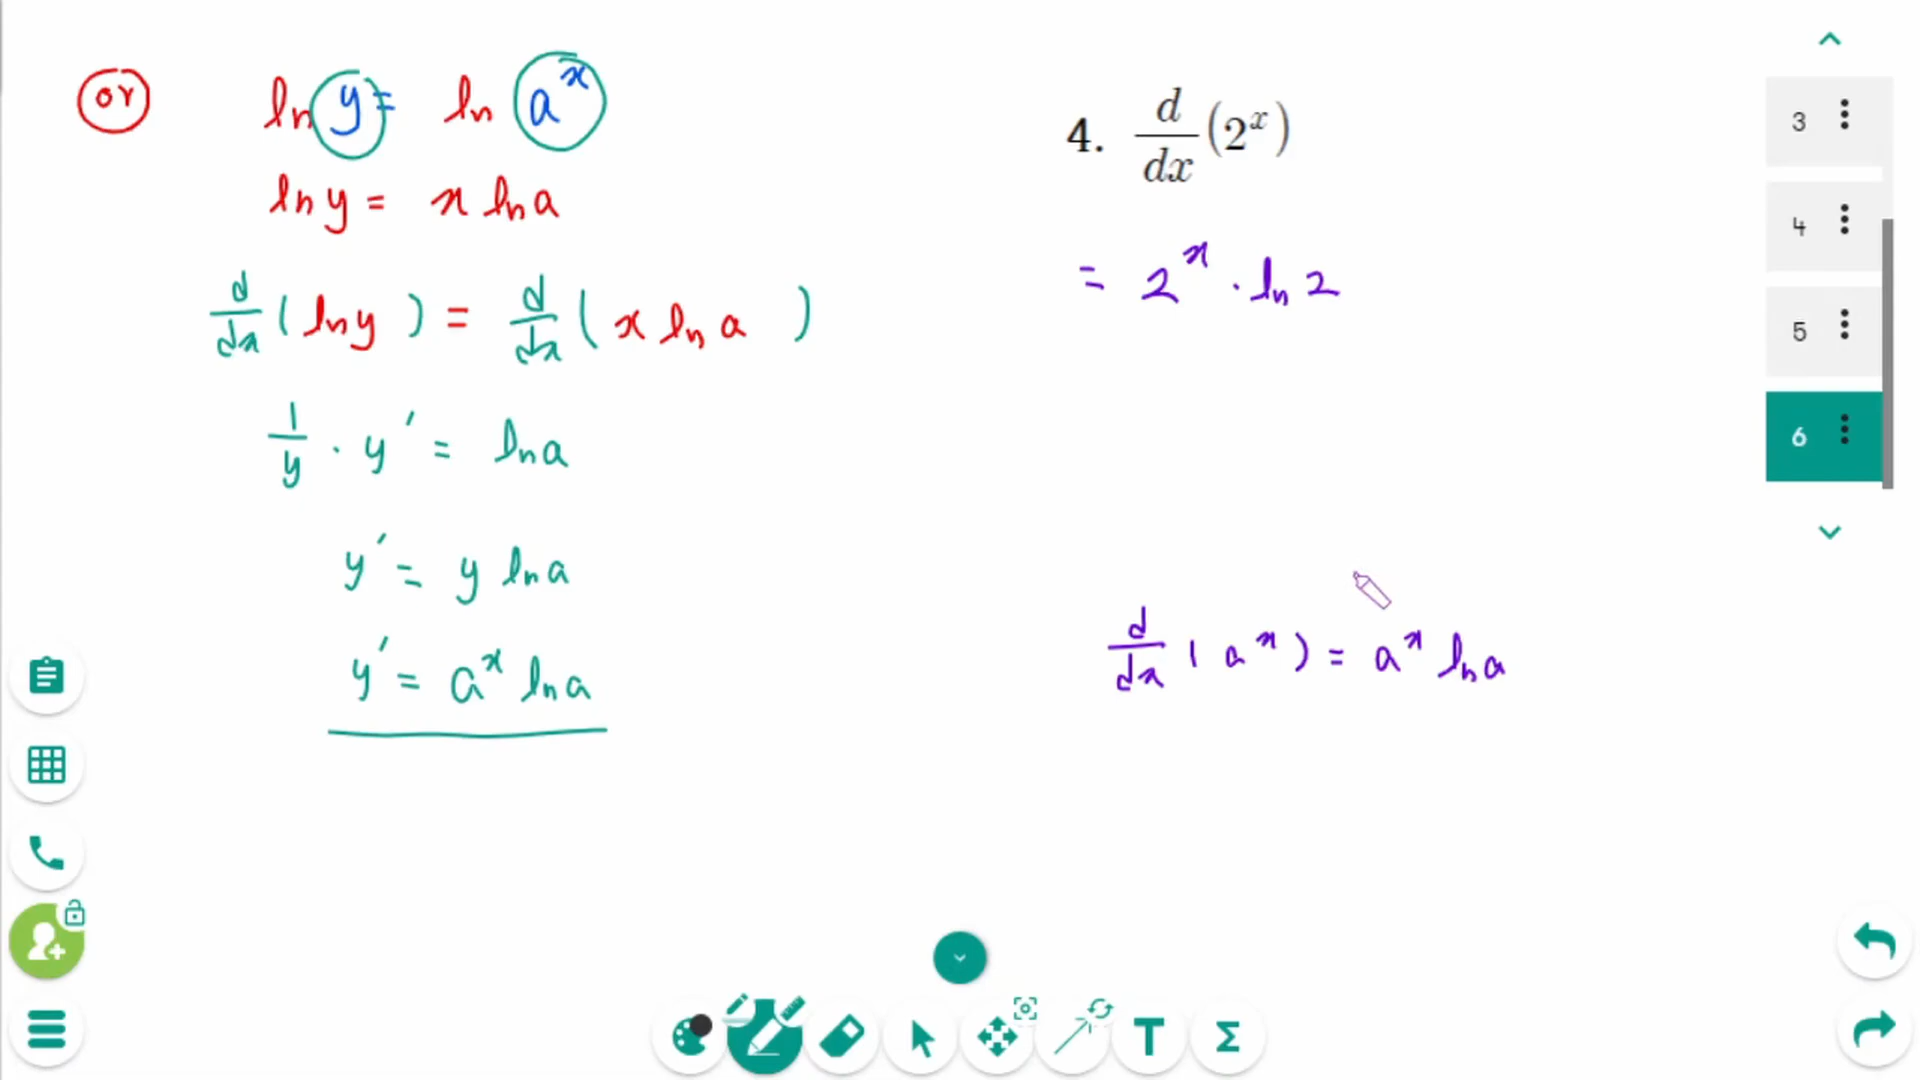 or
ln y = ln a^x
ln y = x ln a
d/dx (ln y) = d/dx (x ln a)
1/y · y' = ln a
y' = y ln a
y' = a^x ln a
4. d/dx (2^x)
= 2^x · ln 2
d/dx (a^x) = a^x ln a
3
4
5
6
T
Σ